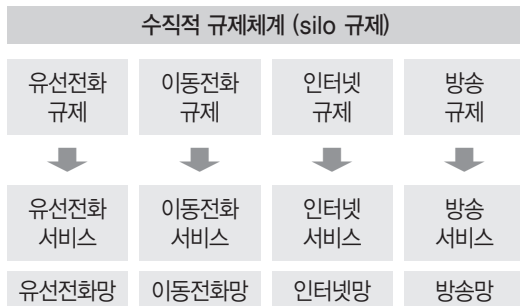 수직적 규제체계 (silo 규제)
유선전화 규제
이동전화 규제
인터넷 규제
방송 규제
유선전화 서비스
이동전화 서비스
인터넷 서비스
방송 서비스
유선전화망
이동전화망
인터넷망
방송망